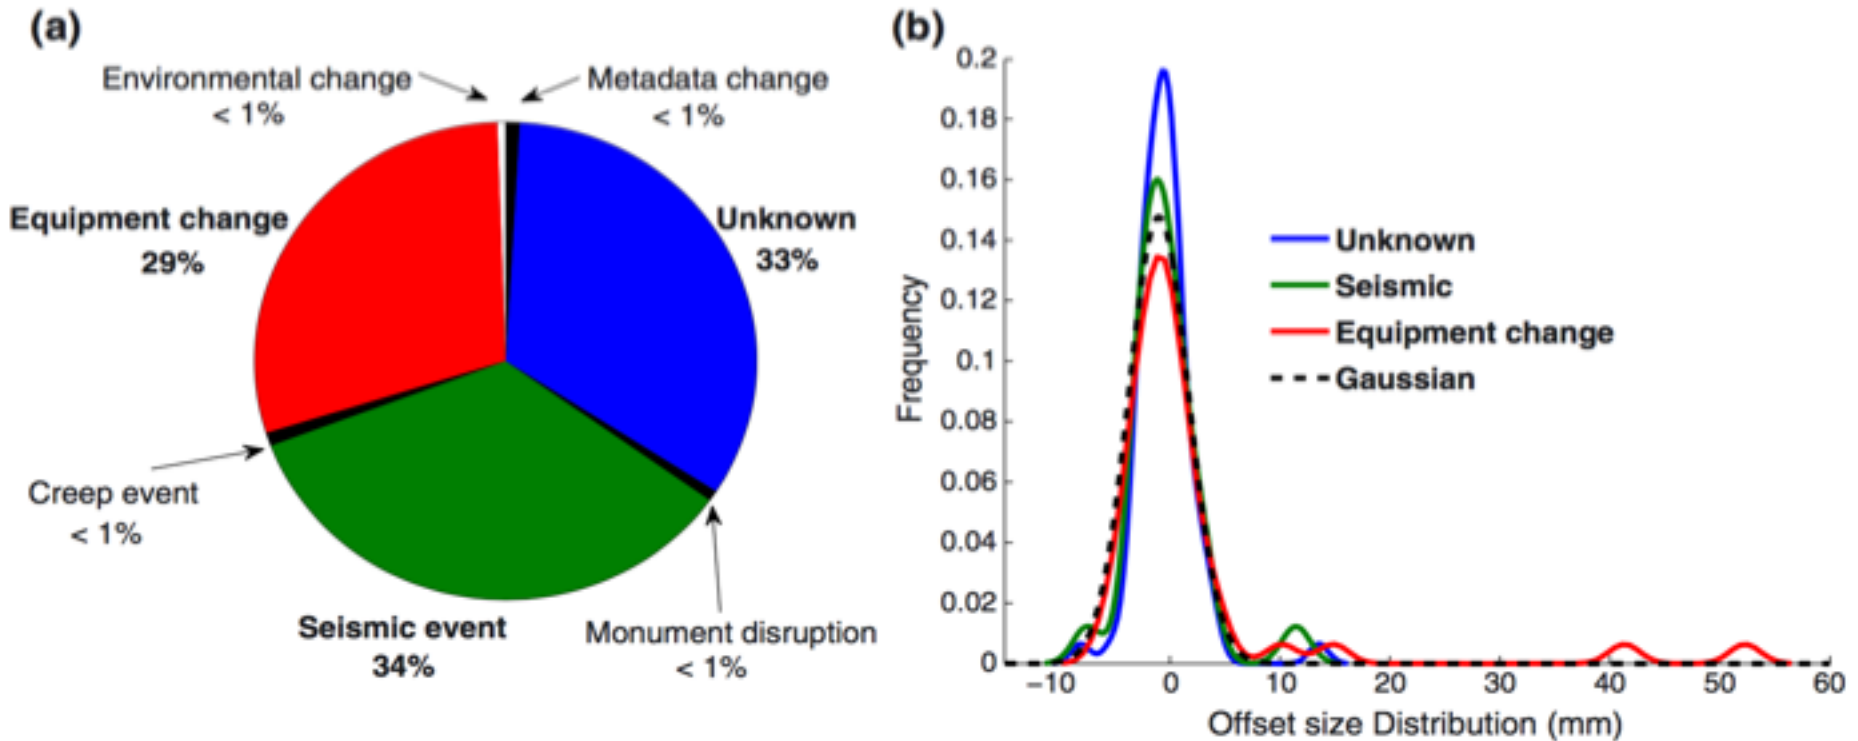 (a)
Environmental change
< 1%
Metadata change
< 1%
Equipment change
29%
Unknown
33%
Creep event
< 1%
Seismic event
34%
Monument disruption
< 1%
(b)
0.2
0.18
0.16
0.14
0.12
0.1
0.08
0.06
0.04
0.02
0
Frequency
Unknown
Seismic
Equipment change
Gaussian
−10 0 10 20 30 40 50 60
Offset size Distribution (mm)